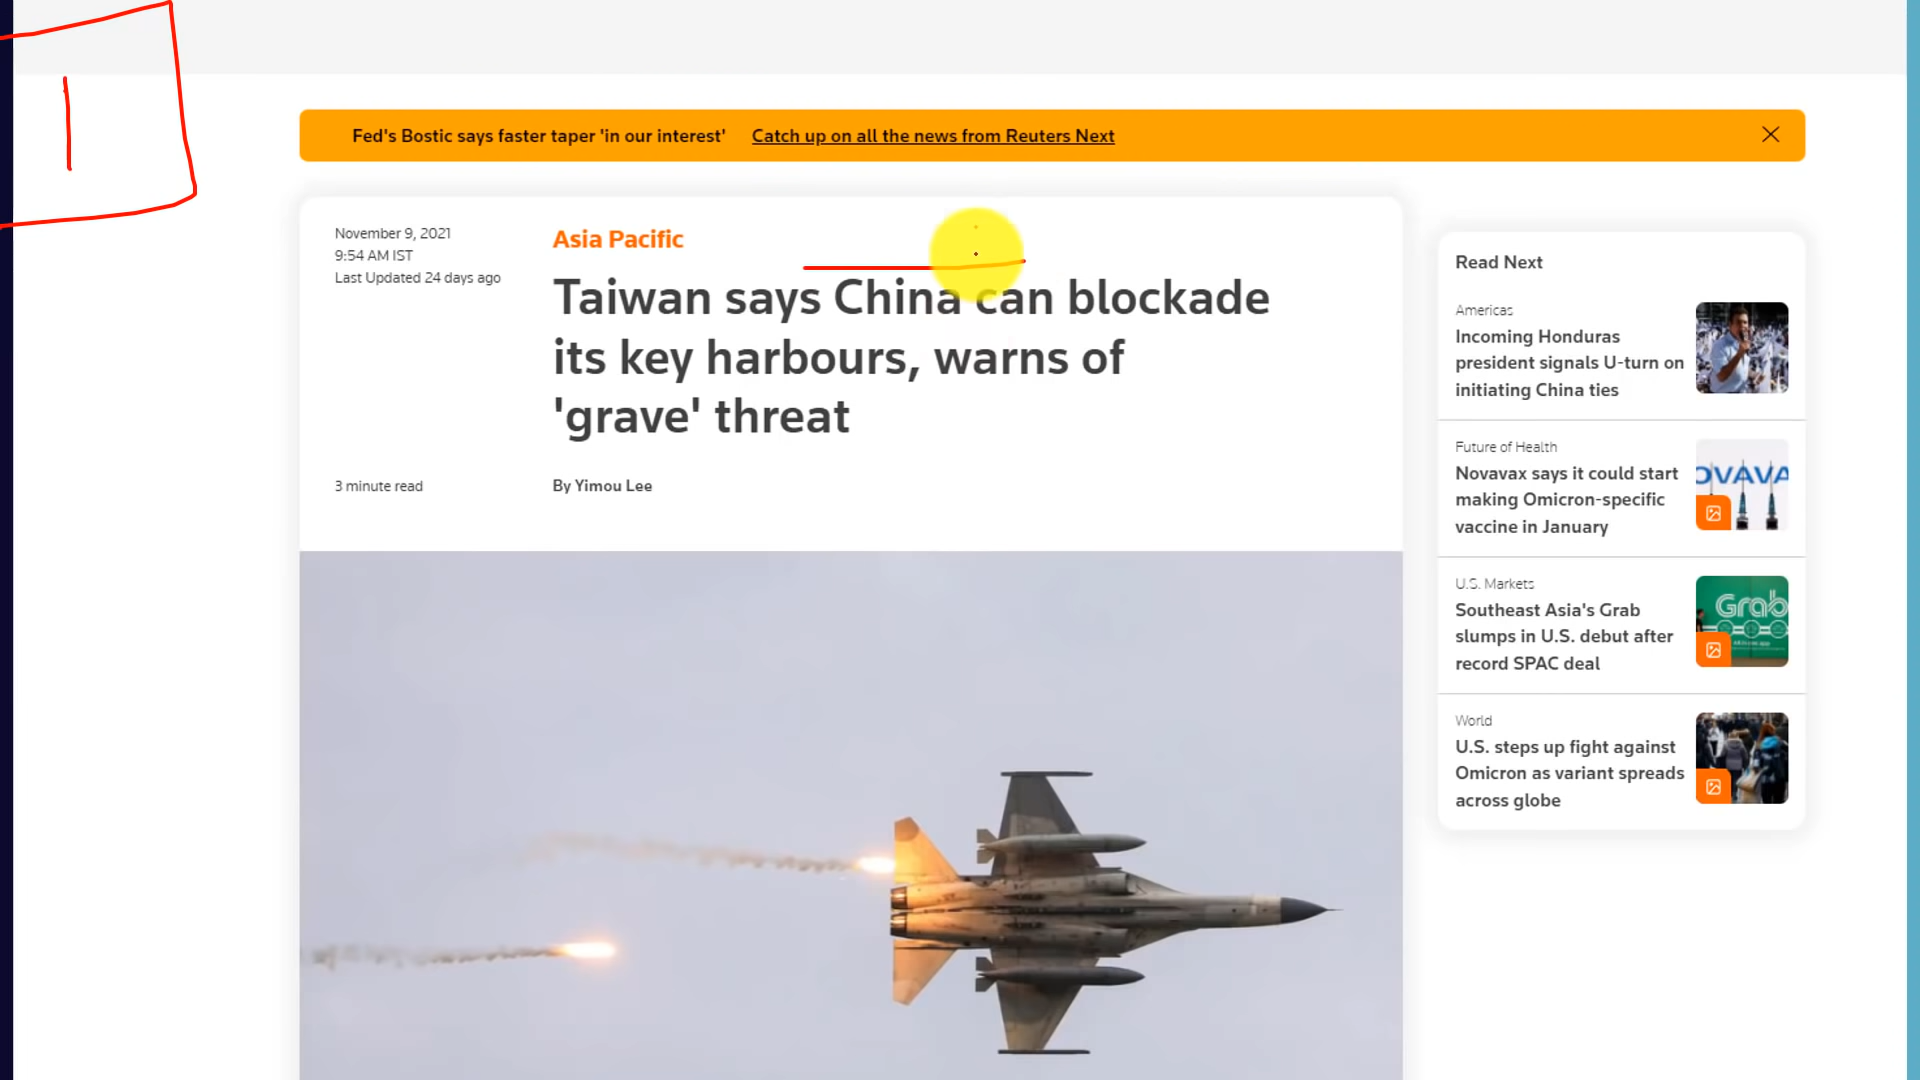 Fed's Bostic says faster taper 'in our interest' Catch up on all the news from Reuters Next
November 9, 2021
9:54 AM IST
Last Updated 24 days ago
Asia Pacific
Taiwan says China can blockade
its key harbours, warns of
'grave' threat
3 minute read
By Yimou Lee
Read Next
Americas
Incoming Honduras
president signals U-turn on
initiating China ties
Future of Health
Novavax says it could start
making Omicron-specific
vaccine in January
OVAVA
U.S. Markets
Southeast Asia's Grab
slumps in U.S. debut after
record SPAC deal
Grab
World
U.S. steps up fight against
Omicron as variant spreads
across globe
1